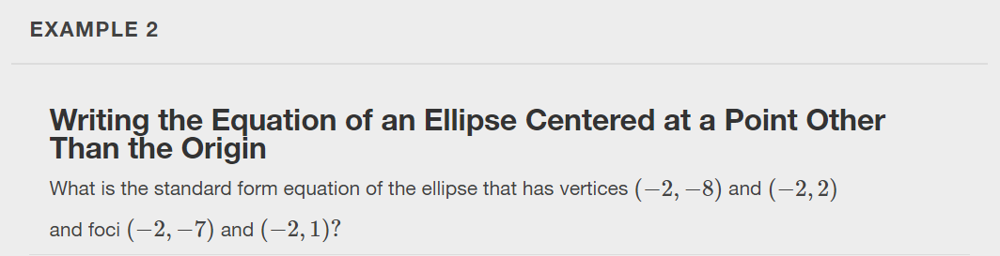 EXAMPLE 2
Writing the Equation of an Ellipse Centered at a Point Other
Than the Origin
What is the standard form equation of the ellipse that has vertices (−2, −8) and (−2, 2)
and foci (−2, −7) and (−2, 1)?